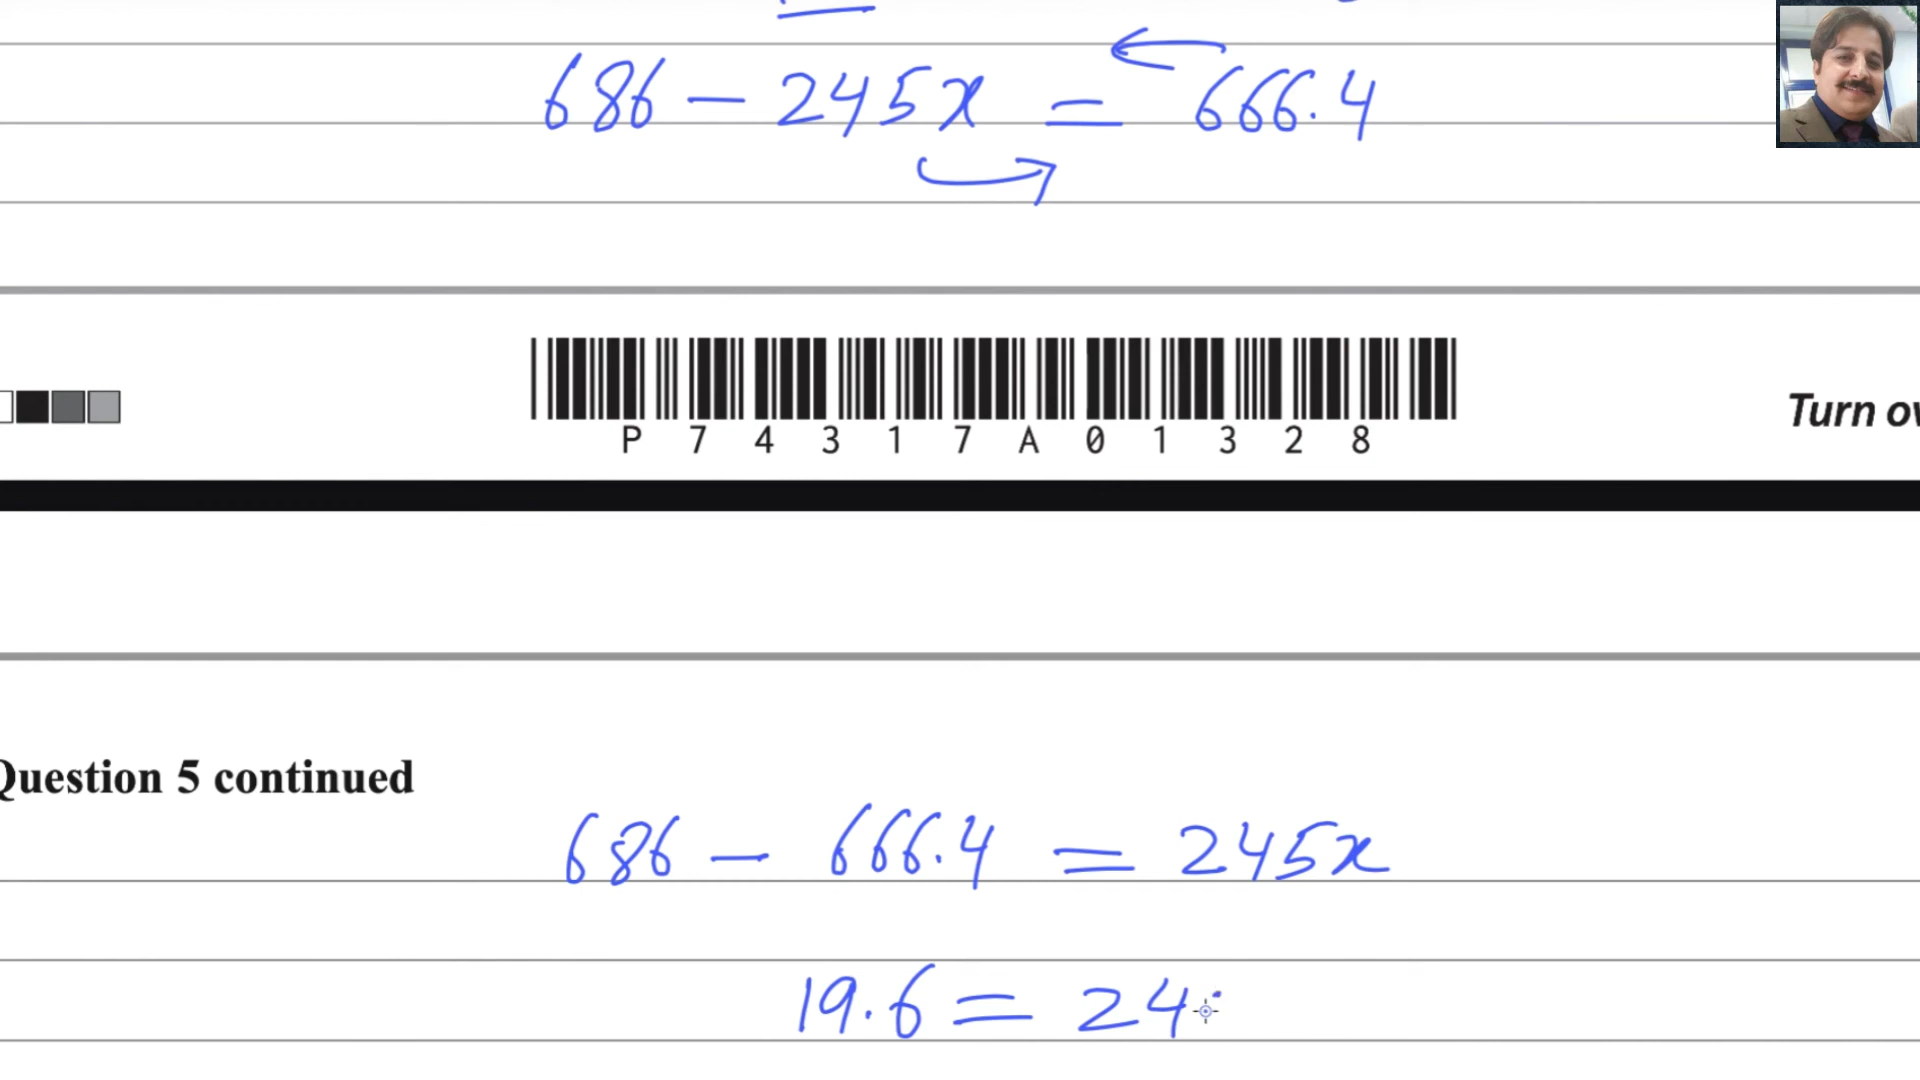 686 - 245x = 666.4
P 7 4 3 1 7 A 0 1 3 2 8
Turn ov
Question 5 continued
686 - 666.4 = 245x
19.6 = 24